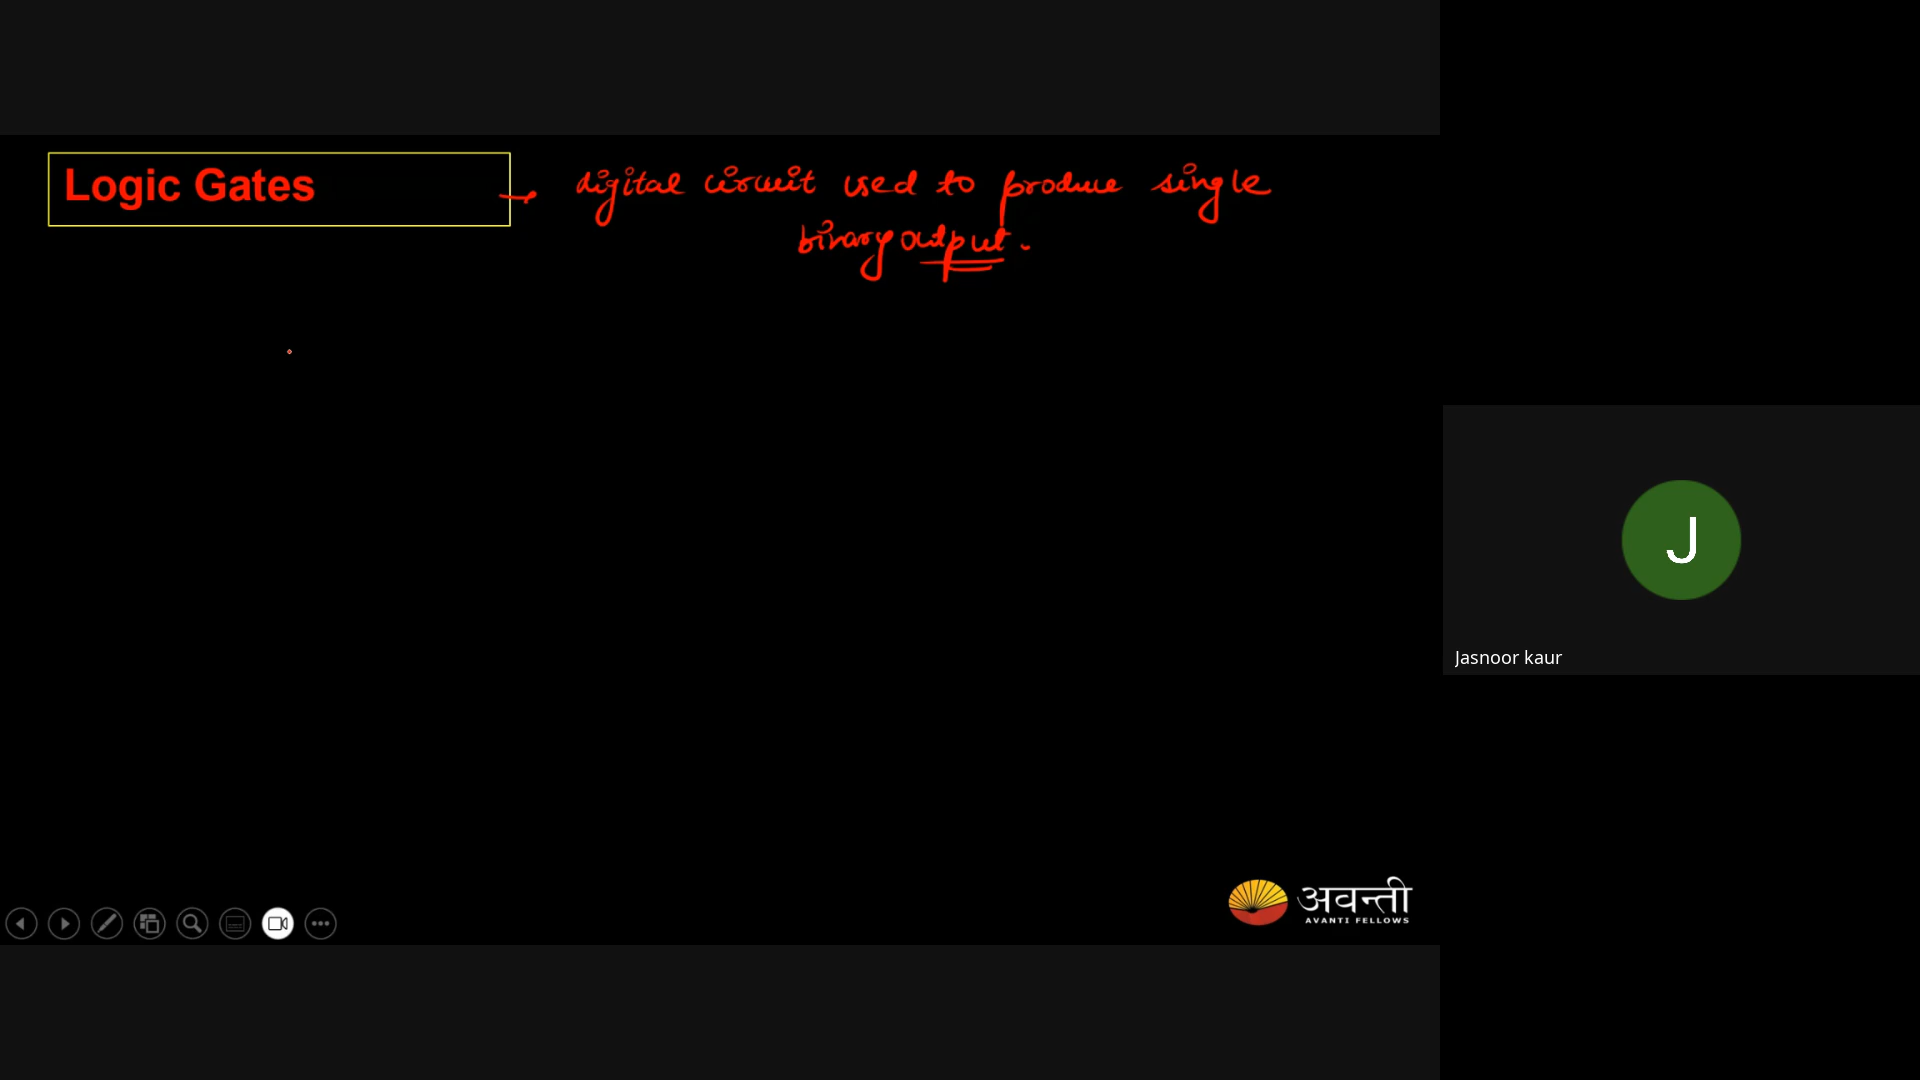 Logic Gates → digital circuit used to produce single
binary output.
J
Jasnoor kaur
अवन्ती
AVANTI FELLOWS